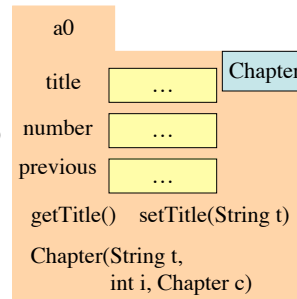 a0
Chapter
title …
number …
previous …
getTitle() setTitle(String t)
Chapter(String t,
int i, Chapter c)